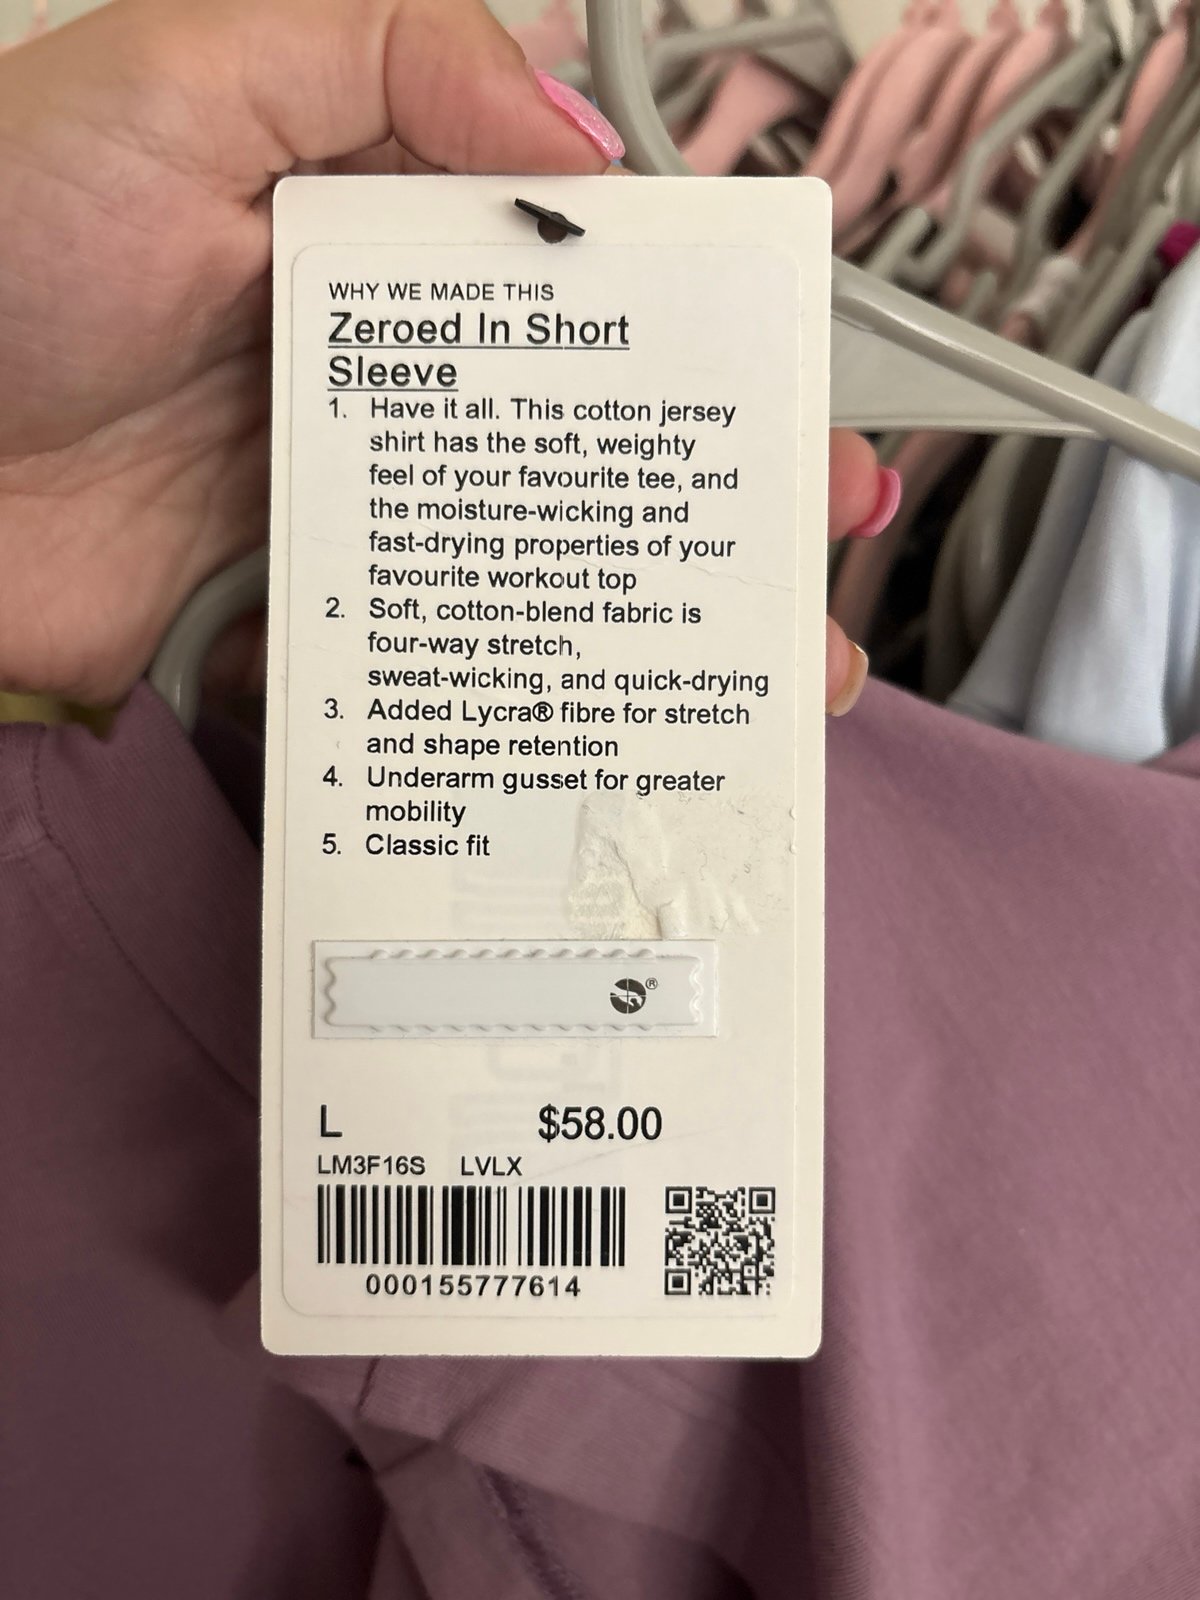 WHY WE MADE THIS
Zeroed In Short
Sleeve
1. Have it all. This cotton jersey
shirt has the soft, weighty
feel of your favourite tee, and
the moisture-wicking and
fast-drying properties of your
favourite workout top
2. Soft, cotton-blend fabric is
four-way stretch,
sweat-wicking, and quick-drying
3. Added Lycra® fibre for stretch
and shape retention
4. Underarm gusset for greater
mobility
5. Classic fit
®
L $58.00
LM3F16S LVLX
000155777614